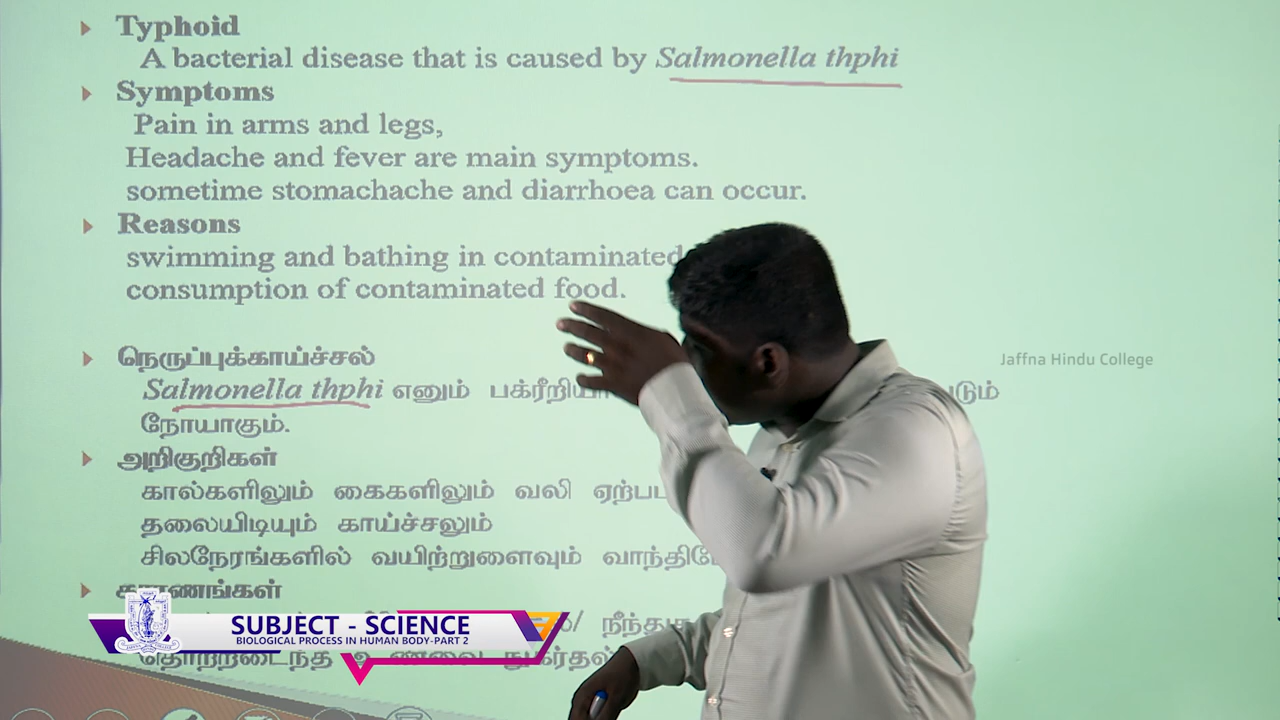 Typhoid
A bacterial disease that is caused by Salmonella thphi
Symptoms
Pain in arms and legs,
Headache and fever are main symptoms.
sometime stomachache and diarrhoea can occur.
Reasons
swimming and bathing in contaminated
consumption of contaminated food.
நெருப்புக்காய்ச்சல்
Salmonella thphi எனும்
நோயாகும்.
அறிகுறிகள்
கால்களிலும் கைகளிலும் வலி
தலையிடியும் காய்ச்சலும்
சிலநேரங்களில் வயிற்றுளைவும்
காரணங்கள்
Jaffna Hindu College
SUBJECT - SCIENCE
BIOLOGICAL PROCESS IN HUMAN BODY-PART 2